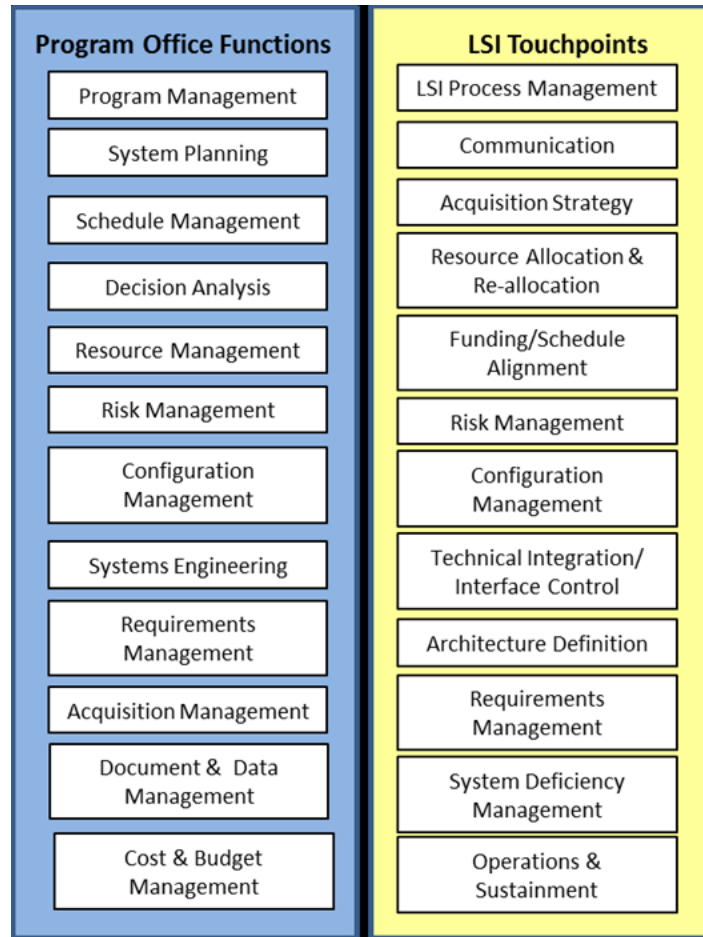 Program Office Functions
Program Management
System Planning
Schedule Management
Decision Analysis
Resource Management
Risk Management
Configuration
Management
Systems Engineering
Requirements
Management
Acquisition Management
Document & Data
Management
Cost & Budget
Management
LSI Touchpoints
LSI Process Management
Communication
Acquisition Strategy
Resource Allocation &
Re-allocation
Funding/Schedule
Alignment
Risk Management
Configuration
Management
Technical Integration/
Interface Control
Architecture Definition
Requirements
Management
System Deficiency
Management
Operations &
Sustainment